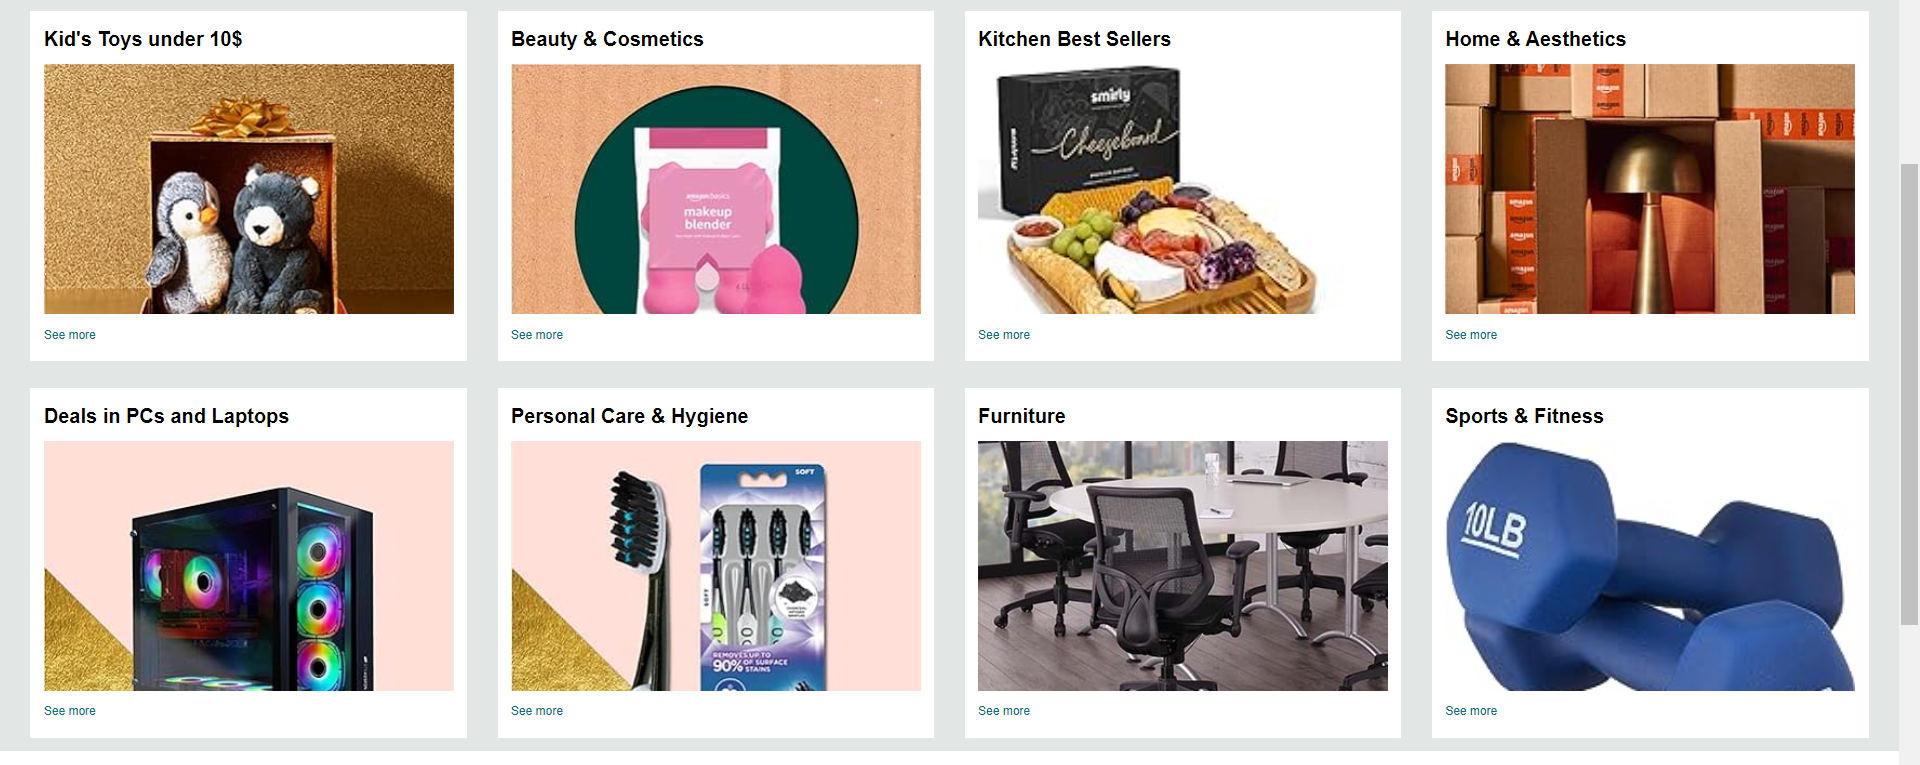 Kid's Toys under 10$
Beauty & Cosmetics
Kitchen Best Sellers
Home & Aesthetics
amazon basics
makeup
blender
smirly
Cheeseboard
amazon
See more
See more
See more
See more
Deals in PCs and Laptops
Personal Care & Hygiene
Furniture
Sports & Fitness
SOFT
SOFT
REMOVES UP TO
90% OF SURFACE
STAINS
10LB
See more
See more
See more
See more